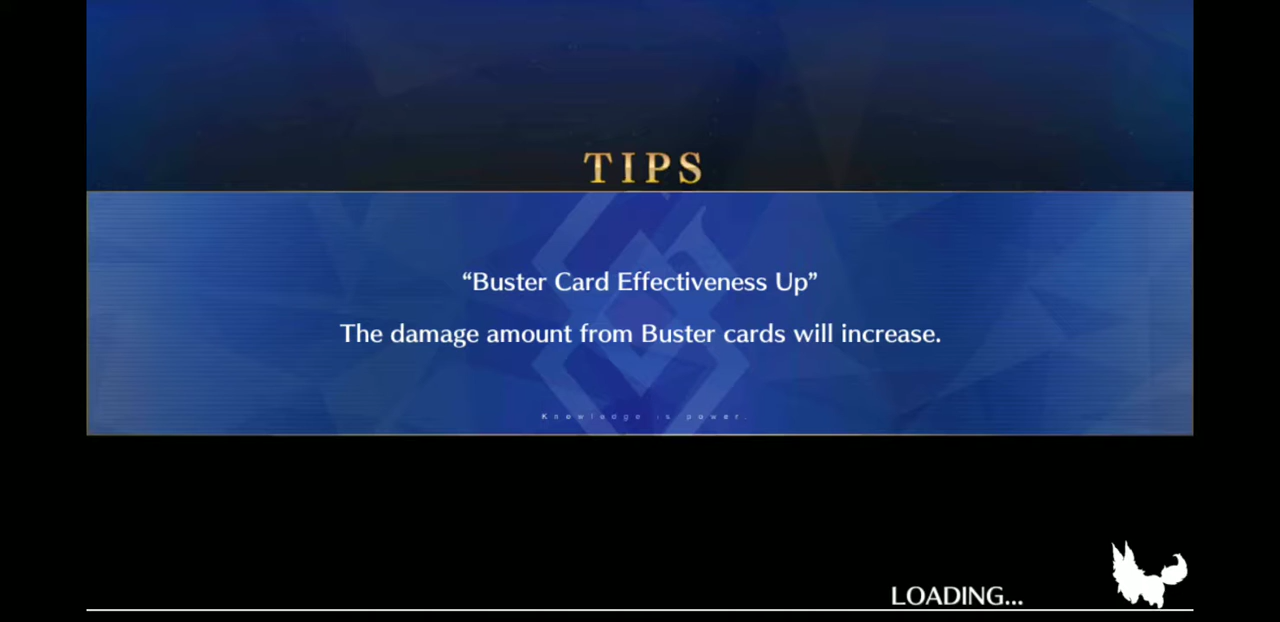 TIPS
“Buster Card Effectiveness Up”
The damage amount from Buster cards will increase.
Knowledge is power.
LOADING...